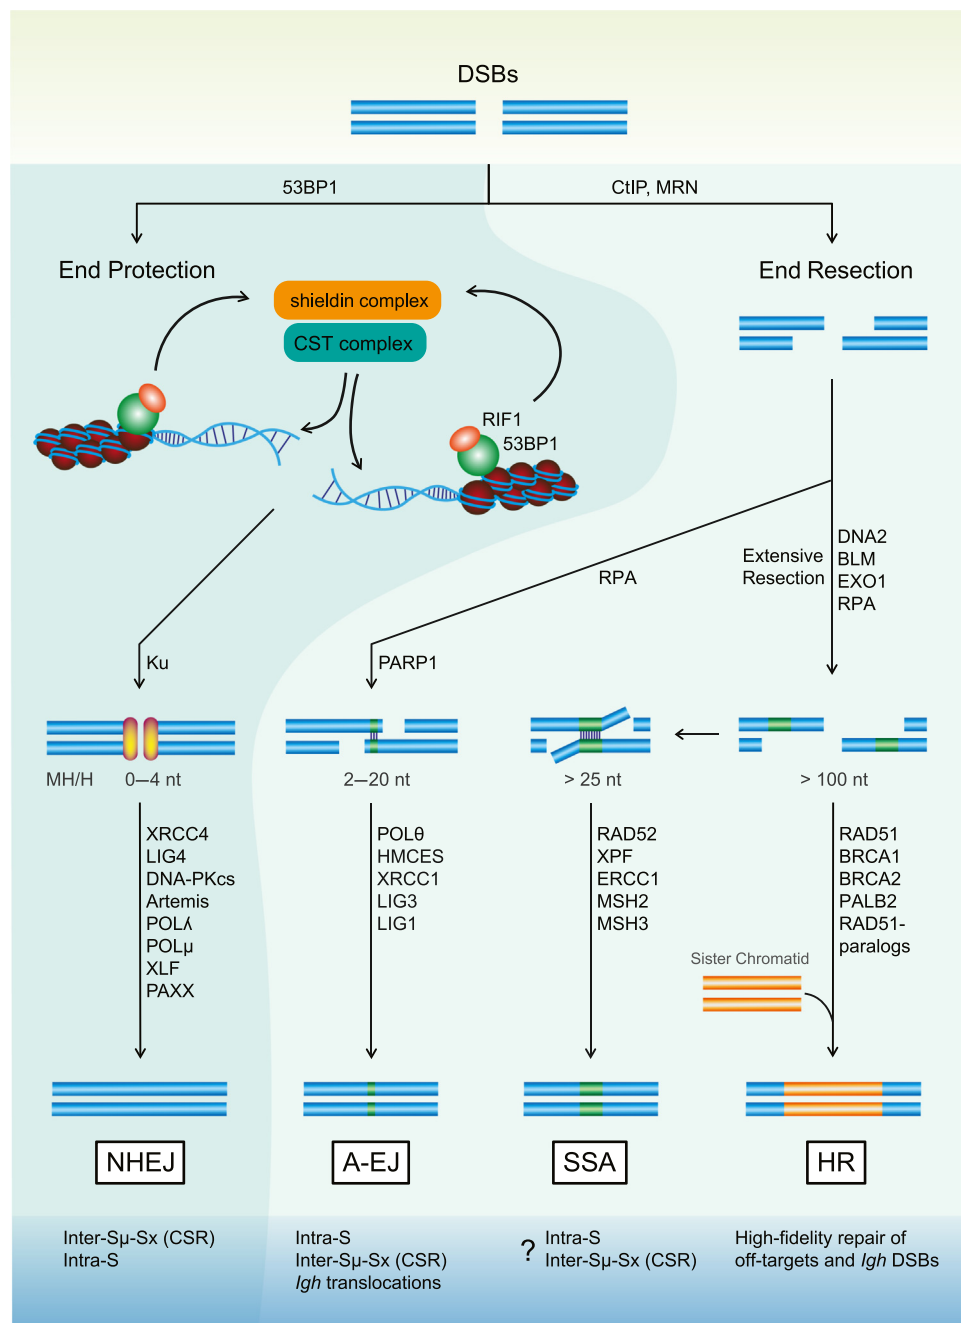 DSBs
53BP1
CtIP, MRN
End Protection
End Resection
shieldin complex
CST complex
RIF1
53BP1
Extensive
Resection
DNA2
BLM
EXO1
RPA
RPA
Ku
PARP1
MH/H
0–4 nt
2–20 nt
> 25 nt
> 100 nt
XRCC4
LIG4
DNA-PKcs
Artemis
POLλ
POLμ
XLF
PAXX
POLθ
HMCES
XRCC1
LIG3
LIG1
RAD52
XPF
ERCC1
MSH2
MSH3
RAD51
BRCA1
BRCA2
PALB2
RAD51-
paralogs
Sister Chromatid
NHEJ
A-EJ
SSA
HR
Inter-Sμ-Sx (CSR)
Intra-S
Intra-S
Inter-Sμ-Sx (CSR)
Igh translocations
?
Intra-S
Inter-Sμ-Sx (CSR)
High-fidelity repair of
off-targets and Igh DSBs